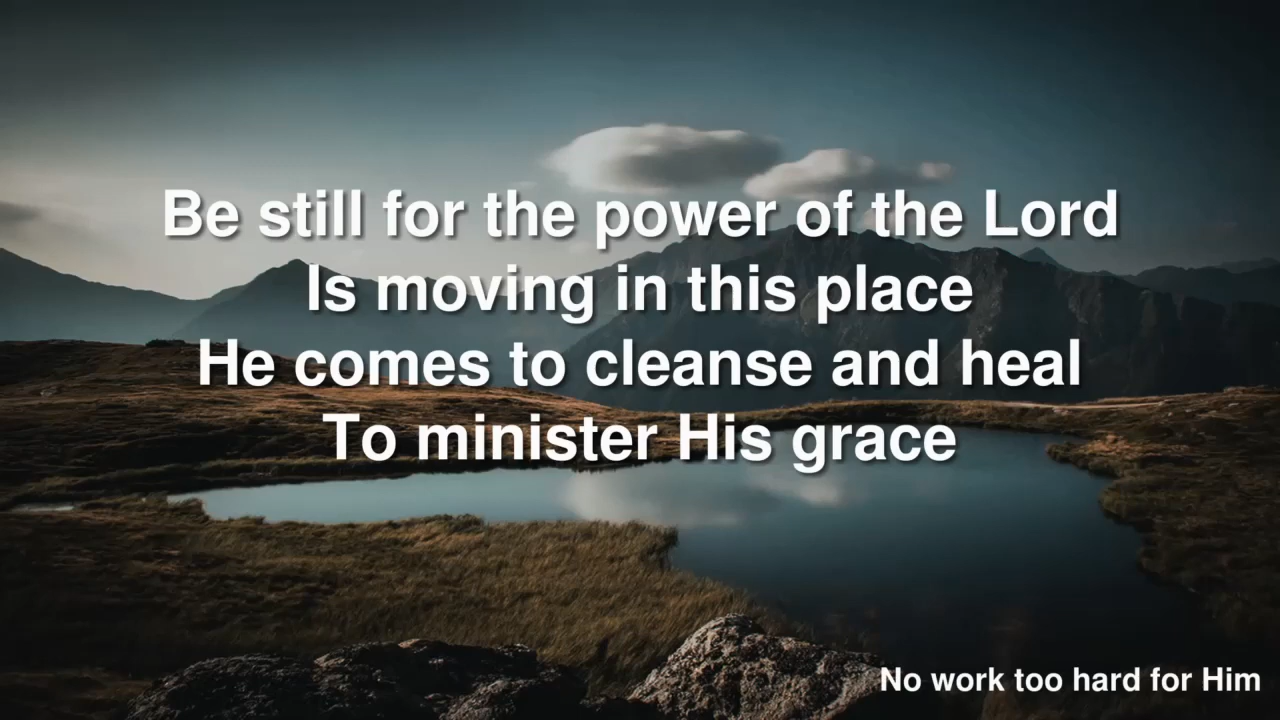 Be still for the power of the Lord
Is moving in this place
He comes to cleanse and heal
To minister His grace
No work too hard for Him